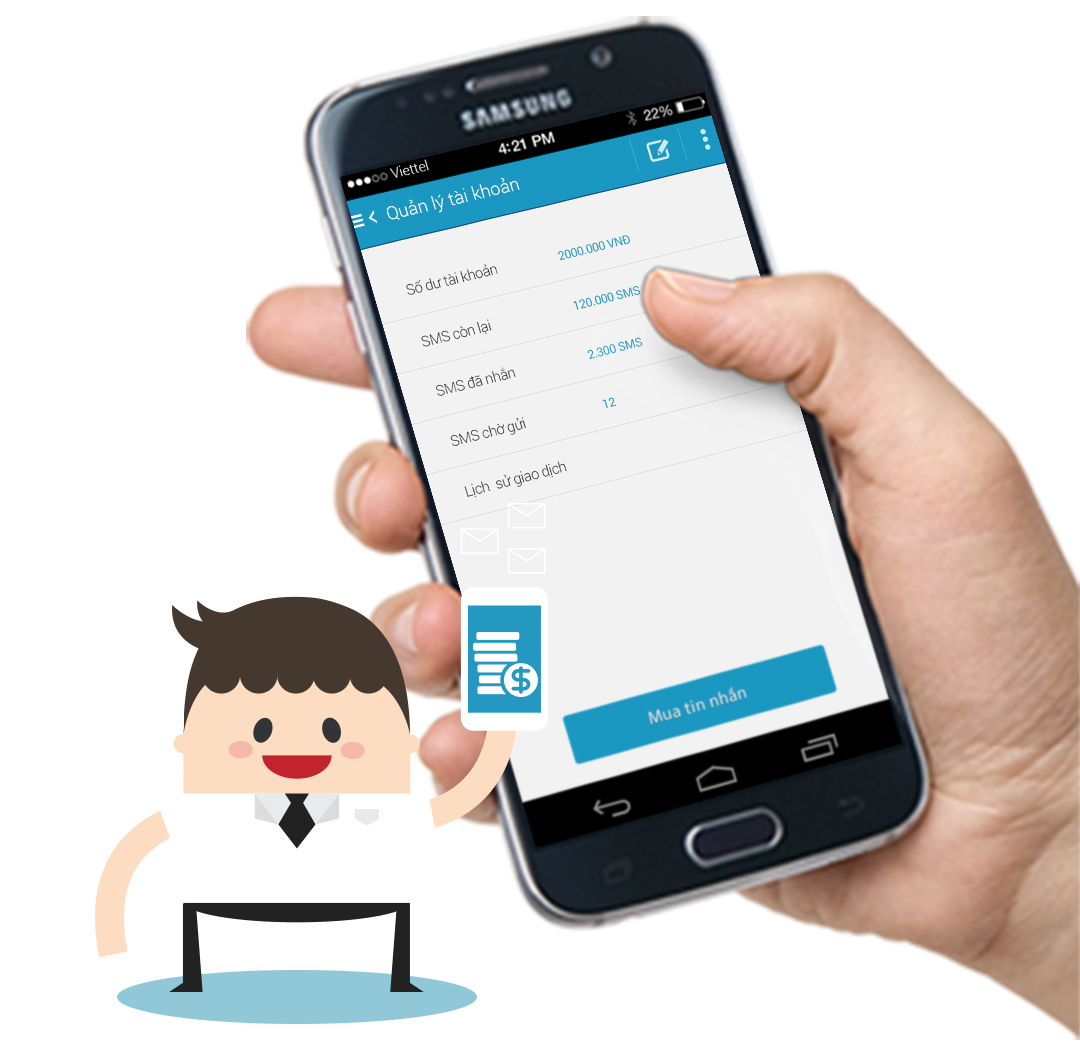 SAMSUNG
Viettel 4:21 PM 22%
Quản lý tài khoản
Số dư tài khoản 2000.000 VNĐ
SMS còn lại 120.000 SMS
SMS đã nhắn 2.300 SMS
SMS chờ gửi 12
Lịch sử giao dịch
$
Mua tin nhắn